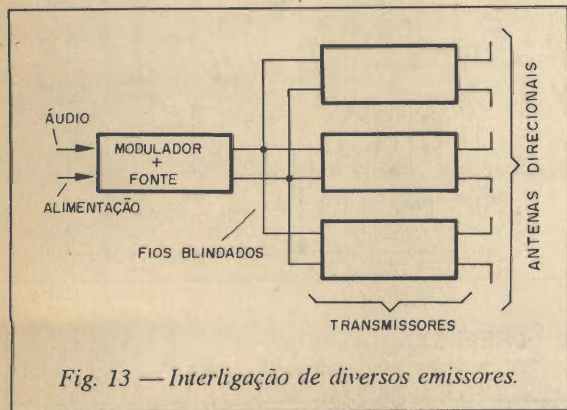 ÁUDIO
MODULADOR
+
FONTE
ALIMENTAÇÃO
FIOS BLINDADOS
TRANSMISSORES
ANTENAS DIRECIONAIS
Fig. 13 — Interligação de diversos emissores.